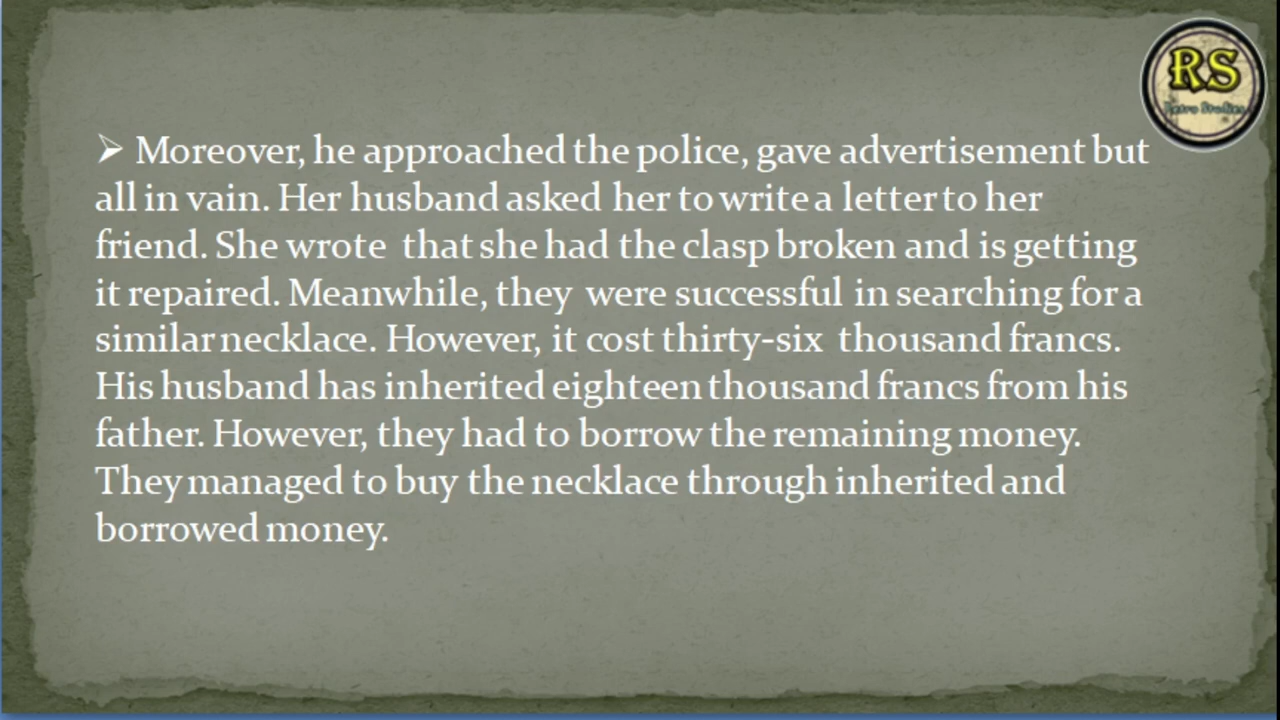 RS
Retro Studies
➢ Moreover, he approached the police, gave advertisement but
all in vain. Her husband asked her to write a letter to her
friend. She wrote that she had the clasp broken and is getting
it repaired. Meanwhile, they were successful in searching for a
similar necklace. However, it cost thirty-six thousand francs.
His husband has inherited eighteen thousand francs from his
father. However, they had to borrow the remaining money.
They managed to buy the necklace through inherited and
borrowed money.